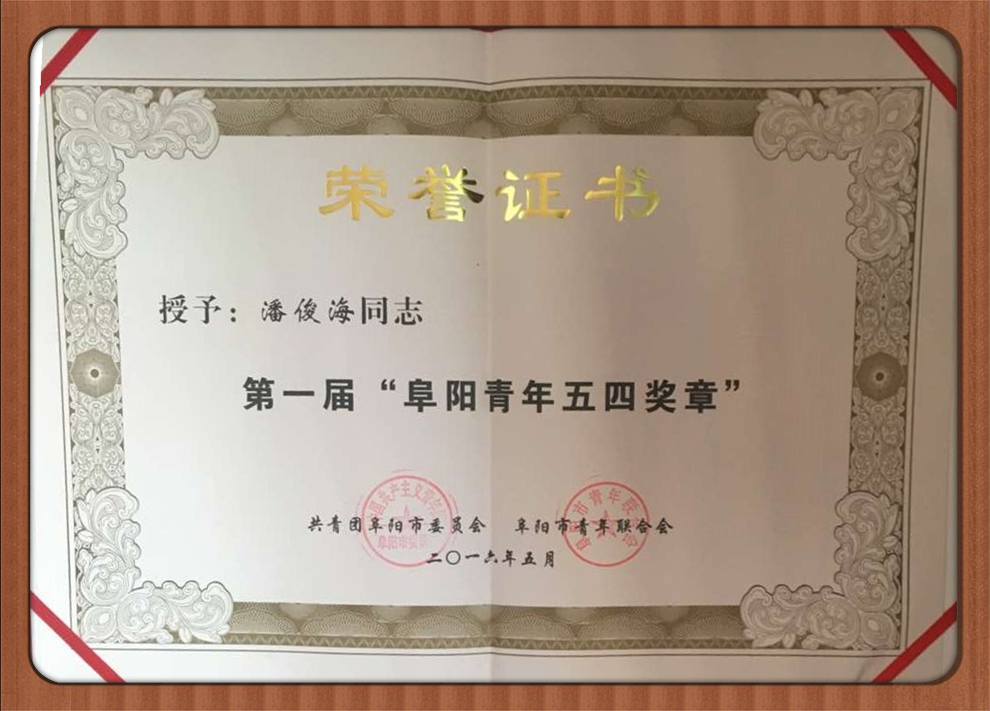 荣誉证书
授予：潘俊海同志
第一届“阜阳青年五四奖章”
共青团阜阳市委员会 阜阳市青年联合会
二〇一六年五月